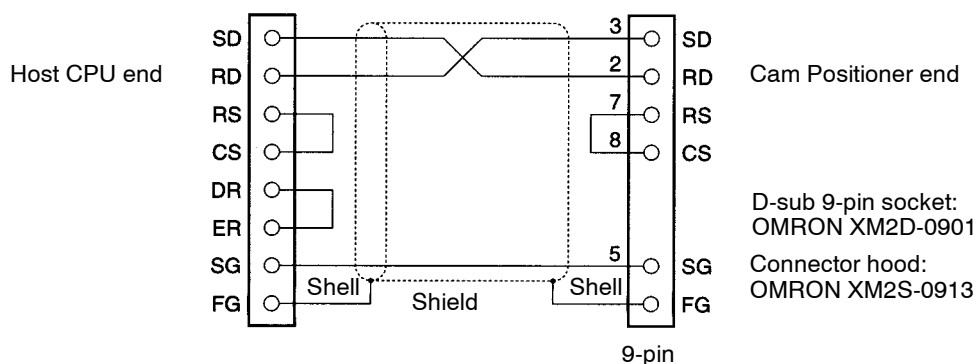 SD 3 SD
Host CPU end RD 2 RD Cam Positioner end
RS 7 RS
CS 8 CS
DR
ER
D-sub 9-pin socket:
OMRON XM2D-0901
SG 5 SG
Connector hood:
OMRON XM2S-0913
FG Shell Shield Shell FG
9-pin